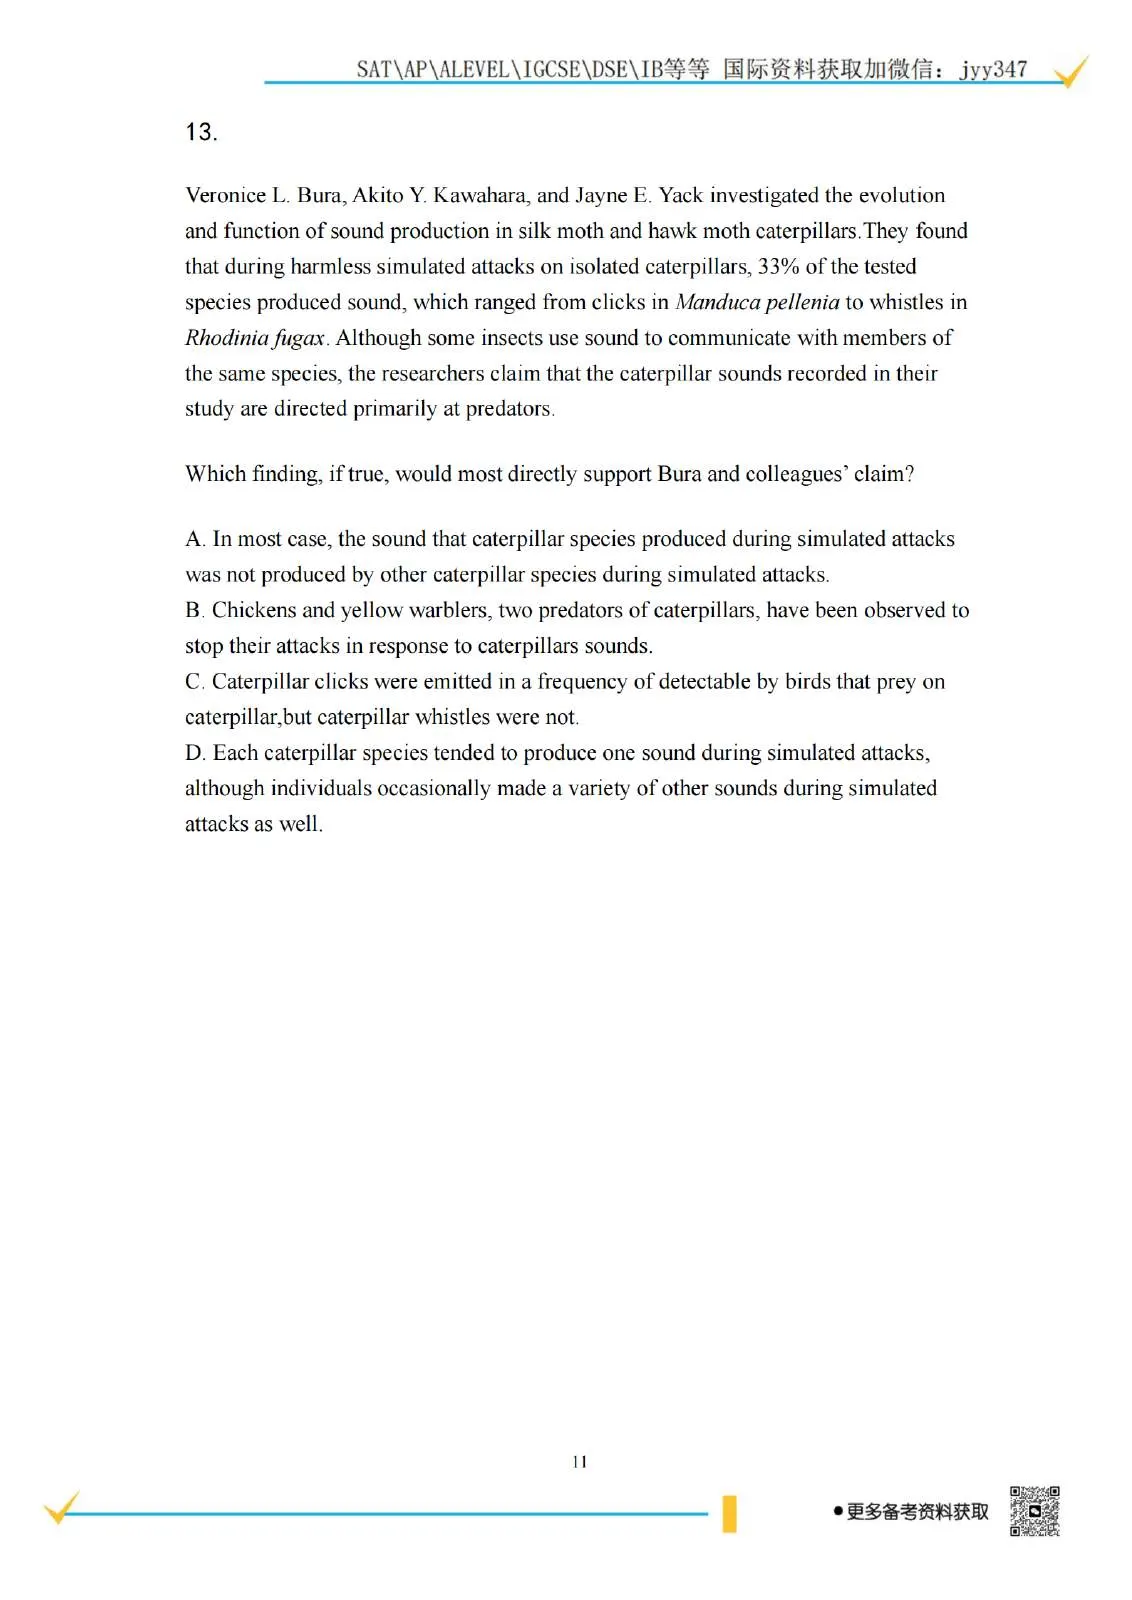 SAT\AP\ALEVEL\IGCSE\DSE\IB等等 国际资料获取加微信：jyy347
13.
Veronice L. Bura, Akito Y. Kawahara, and Jayne E. Yack investigated the evolution
and function of sound production in silk moth and hawk moth caterpillars.They found
that during harmless simulated attacks on isolated caterpillars, 33% of the tested
species produced sound, which ranged from clicks in Manduca pellenia to whistles in
Rhodinia fugax. Although some insects use sound to communicate with members of
the same species, the researchers claim that the caterpillar sounds recorded in their
study are directed primarily at predators.
Which finding, if true, would most directly support Bura and colleagues’ claim?
A. In most case, the sound that caterpillar species produced during simulated attacks
was not produced by other caterpillar species during simulated attacks.
B. Chickens and yellow warblers, two predators of caterpillars, have been observed to
stop their attacks in response to caterpillars sounds.
C. Caterpillar clicks were emitted in a frequency of detectable by birds that prey on
caterpillar,but caterpillar whistles were not.
D. Each caterpillar species tended to produce one sound during simulated attacks,
although individuals occasionally made a variety of other sounds during simulated
attacks as well.
11
●更多备考资料获取